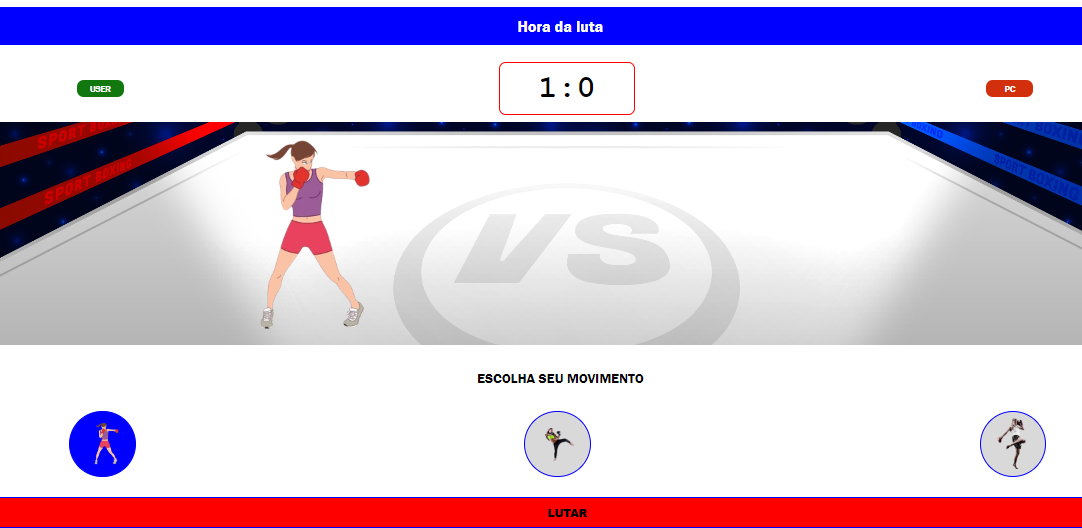 Hora da luta
USER
1:0
PC
SPORT BOXING
SPORT BOXING
BOXING
SPORT BOXING
SPORT BOXING
VS
ESCOLHA SEU MOVIMENTO
LUTAR